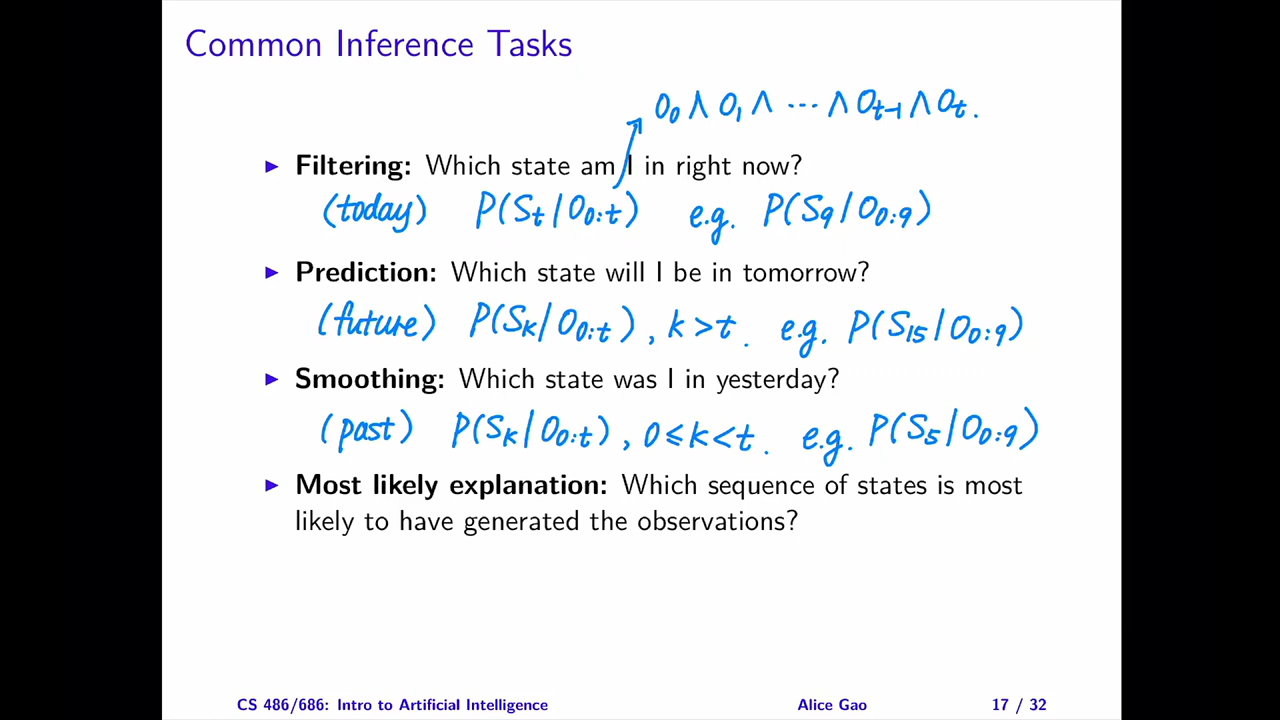 Common Inference Tasks
O₀ ∧ O₁ ∧ ... ∧ Oₜ₋₁ ∧ Oₜ.
▶ Filtering: Which state am I in right now?
(today) P(Sₜ|O₀:ₜ) e.g. P(S₉|O₀:₉)
▶ Prediction: Which state will I be in tomorrow?
(future) P(Sₖ|O₀:ₜ), k>t. e.g. P(S₁₅|O₀:₉)
▶ Smoothing: Which state was I in yesterday?
(past) P(Sₖ|O₀:ₜ), 0≤k<t. e.g. P(S₅|O₀:₉)
▶ Most likely explanation: Which sequence of states is most
likely to have generated the observations?
CS 486/686: Intro to Artificial Intelligence Alice Gao 17 / 32